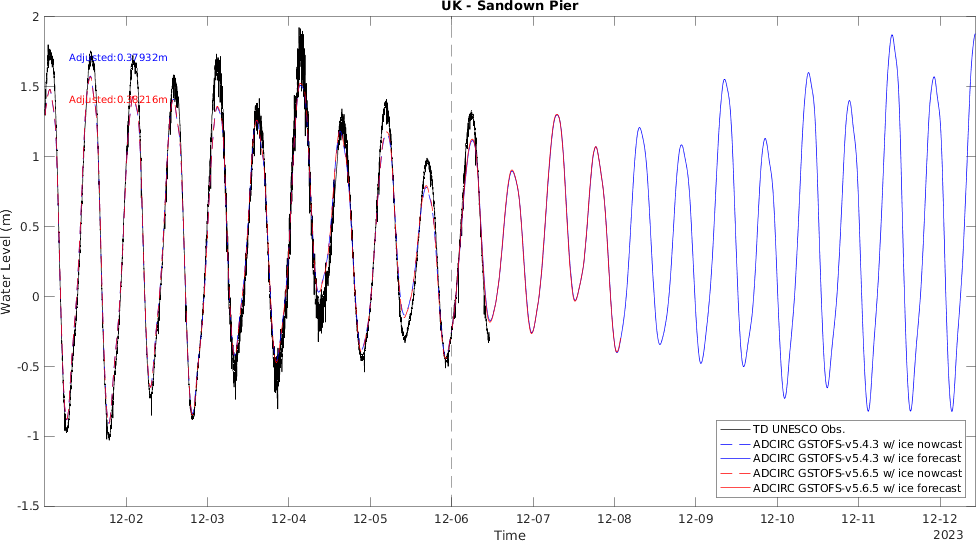 UK - Sandown Pier
2
1.5
1
0.5
0
-0.5
-1
-1.5
Water Level (m)
Adjusted:0.37932m
Adjusted:0.38216m
TD UNESCO Obs.
ADCIRC GSTOFS-v5.4.3 w/ ice nowcast
ADCIRC GSTOFS-v5.4.3 w/ ice forecast
ADCIRC GSTOFS-v5.6.5 w/ ice nowcast
ADCIRC GSTOFS-v5.6.5 w/ ice forecast
12-02 12-03 12-04 12-05 12-06 12-07 12-08 12-09 12-10 12-11 12-12
Time
2023